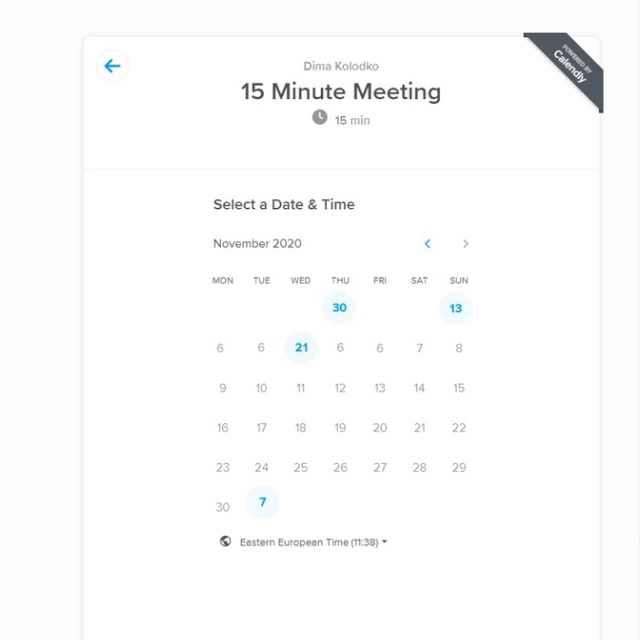 POWERED BY
Calendly
Dima Kolodko
15 Minute Meeting
15 min
Select a Date & Time
November 2020
MON TUE WED THU FRI SAT SUN
30 13
6 6 21 6 6 7 8
9 10 11 12 13 14 15
16 17 18 19 20 21 22
23 24 25 26 27 28 29
30 7
Eastern European Time (11:38)